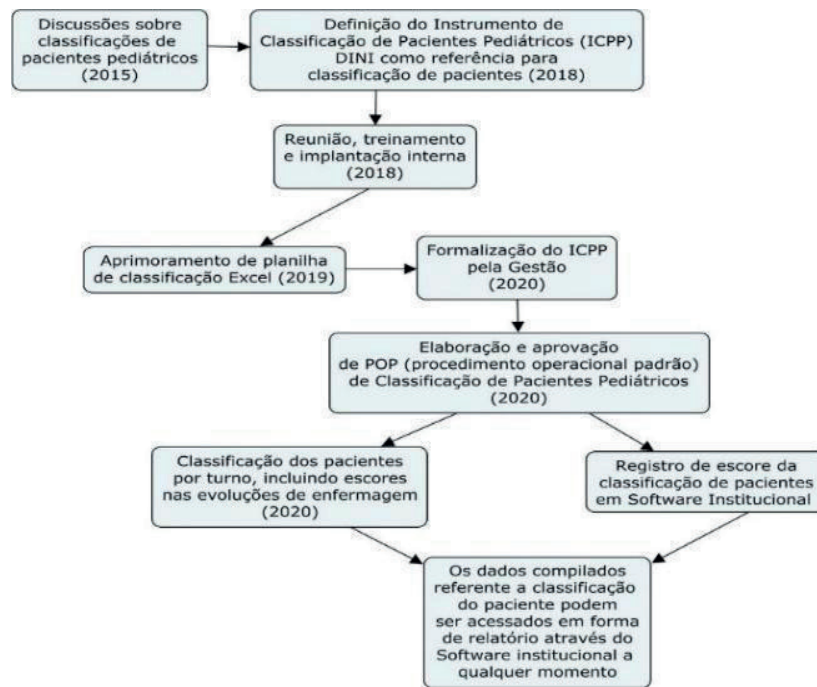 Discussões sobre
classificações de
pacientes pediátricos
(2015)
Definição do Instrumento de
Classificação de Pacientes Pediátricos (ICPP)
DINI como referência para
classificação de pacientes (2018)
Reunião, treinamento
e implantação interna
(2018)
Aprimoramento de planilha
de classificação Excel (2019)
Formalização do ICPP
pela Gestão
(2020)
Elaboração e aprovação
de POP (procedimento operacional padrão)
de Classificação de Pacientes Pediátricos
(2020)
Classificação dos pacientes
por turno, incluindo escores
nas evoluções de enfermagem
(2020)
Registro de escore da
classificação de pacientes
em Software Institucional
Os dados compilados
referente a classificação
do paciente podem
ser acessados em forma
de relatório através do
Software institucional a
qualquer momento